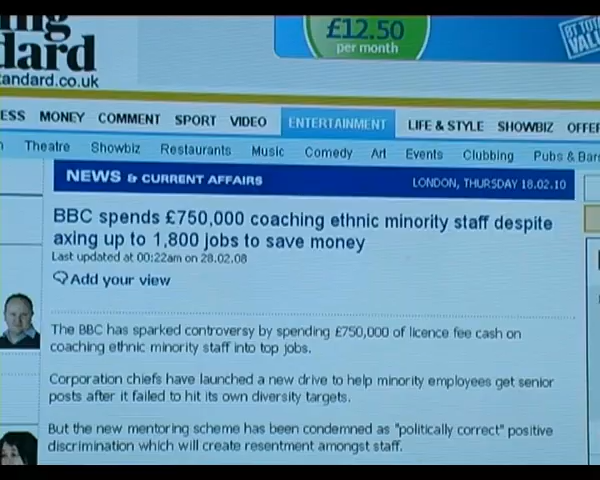 ng
dard
tandard.co.uk
£12.50
per month
ESS MONEY COMMENT SPORT VIDEO ENTERTAINMENT LIFE & STYLE SHOWBIZ OFFER
Theatre Showbiz Restaurants Music Comedy Art Events Clubbing Pubs & Bars
NEWS & CURRENT AFFAIRS LONDON, THURSDAY 18.02.10
BBC spends £750,000 coaching ethnic minority staff despite
axing up to 1,800 jobs to save money
Last updated at 00:22am on 28.02.08
Add your view
The BBC has sparked controversy by spending £750,000 of licence fee cash on
coaching ethnic minority staff into top jobs.
Corporation chiefs have launched a new drive to help minority employees get senior
posts after it failed to hit its own diversity targets.
But the new mentoring scheme has been condemned as "politically correct" positive
discrimination which will create resentment amongst staff.